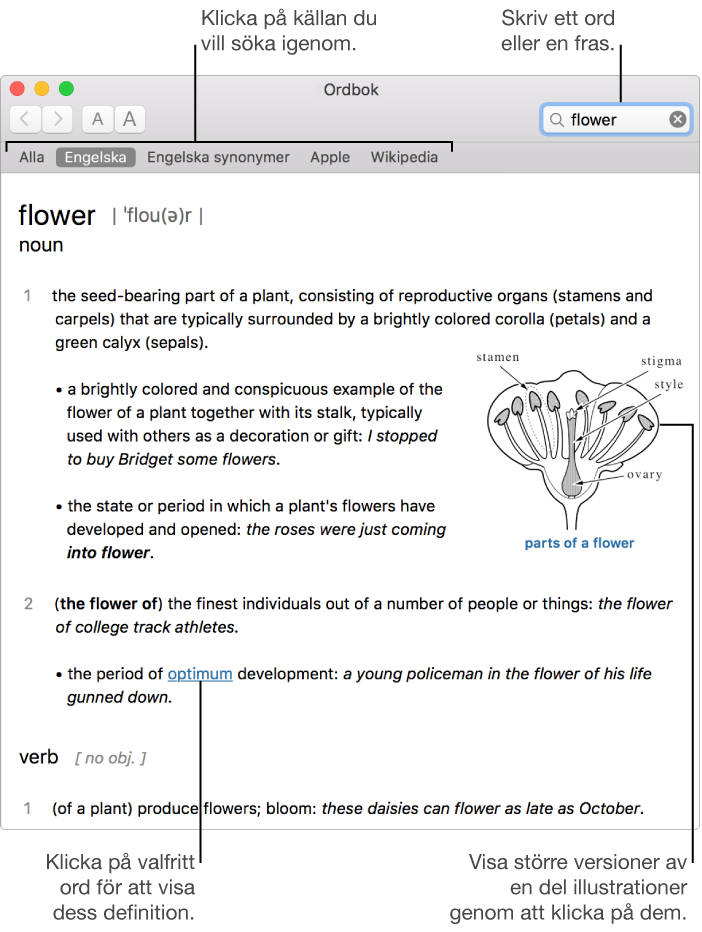 Klicka på källan du
vill söka igenom.
Skriv ett ord
eller en fras.
Ordbok
A A
flower
Alla Engelska Engelska synonymer Apple Wikipedia
flower | ˈflou(ə)r |
noun
1 the seed-bearing part of a plant, consisting of reproductive organs (stamens and
carpels) that are typically surrounded by a brightly colored corolla (petals) and a
green calyx (sepals).
• a brightly colored and conspicuous example of the
flower of a plant together with its stalk, typically
used with others as a decoration or gift: I stopped
to buy Bridget some flowers.
• the state or period in which a plant's flowers have
developed and opened: the roses were just coming
into flower.
stamen
stigma
style
ovary
parts of a flower
2 (the flower of) the finest individuals out of a number of people or things: the flower
of college track athletes.
• the period of optimum development: a young policeman in the flower of his life
gunned down.
verb [ no obj. ]
1 (of a plant) produce flowers; bloom: these daisies can flower as late as October.
Klicka på valfritt
ord för att visa
dess definition.
Visa större versioner av
en del illustrationer
genom att klicka på dem.